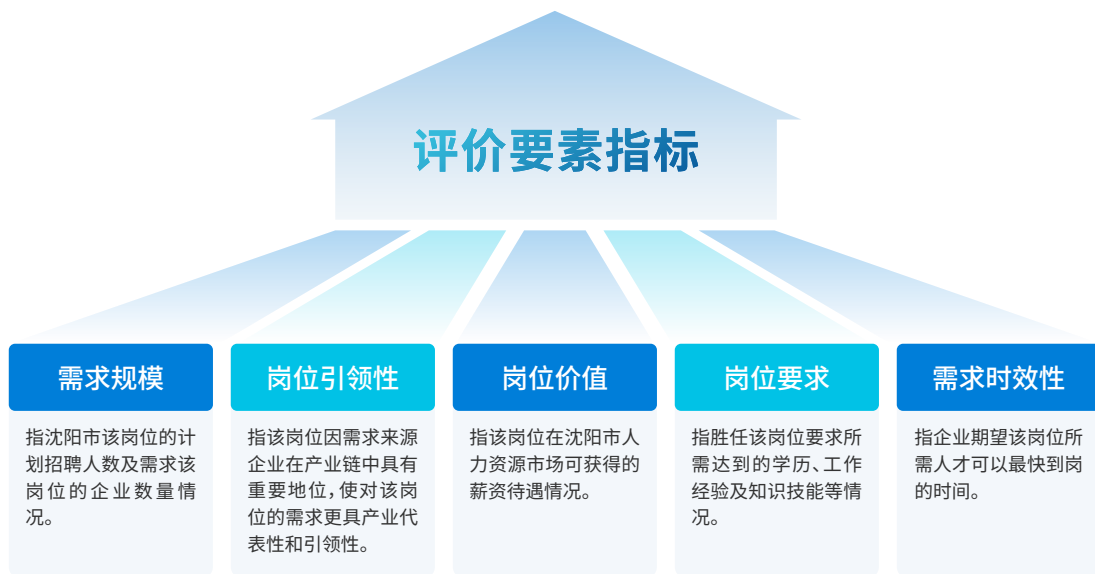 评价要素指标
需求规模
指沈阳市该岗位的计
划招聘人数及需求该
岗位的企业数量情
况。
岗位引领性
指该岗位因需求来源
企业在产业链中具有
重要地位，使对该岗
位的需求更具产业代
表性和引领性。
岗位价值
指该岗位在沈阳市人
力资源市场可获得的
薪资待遇情况。
岗位要求
指胜任该岗位要求所
需达到的学历、工作
经验及知识技能等情
况。
需求时效性
指企业期望该岗位所
需人才可以最快到岗
的时间。